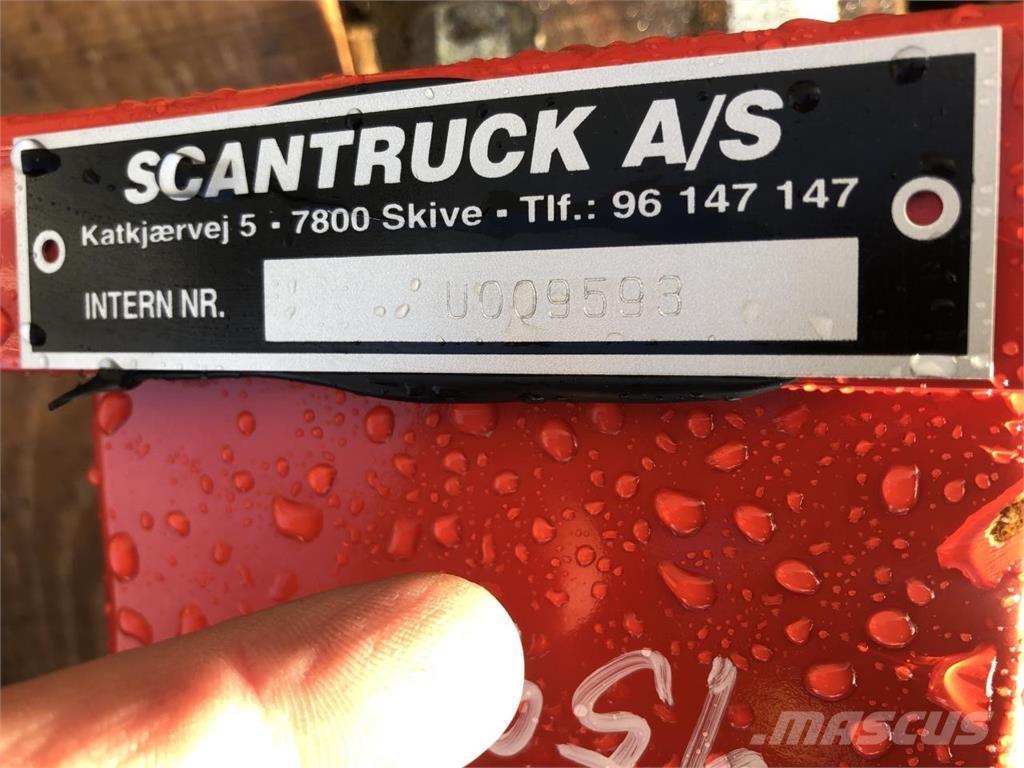 SCANTRUCK A/S
Katkjærvej 5 · 7800 Skive · Tlf.: 96 147 147
INTERN NR. U009593
MASCUS